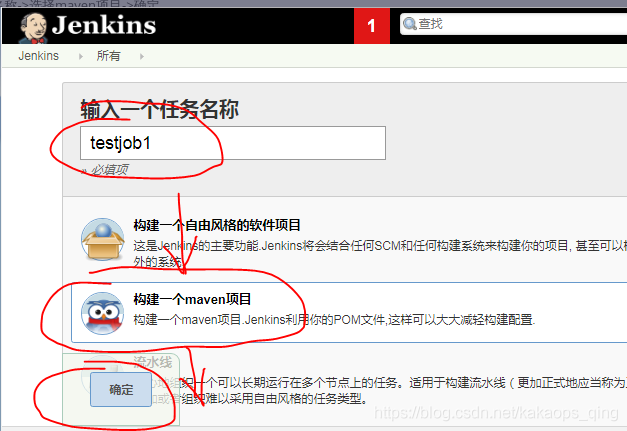 名称->选择maven项目->确定
Jenkins
1
查找
Jenkins
所有
输入一个任务名称
testjob1
» 必填项
构建一个自由风格的软件项目
这是Jenkins的主要功能.Jenkins将会结合任何SCM和任何构建系统来构建你的项目, 甚至可以
外的系统
构建一个maven项目
构建一个maven项目.Jenkins利用你的POM文件,这样可以大大减轻构建配置.
流水线
组织一个可以长期运行在多个节点上的任务。适用于构建流水线（更加正式地应当称为
或者组织难以采用自由风格的任务类型。
确定
https://blog.csdn.net/kakaops_qing